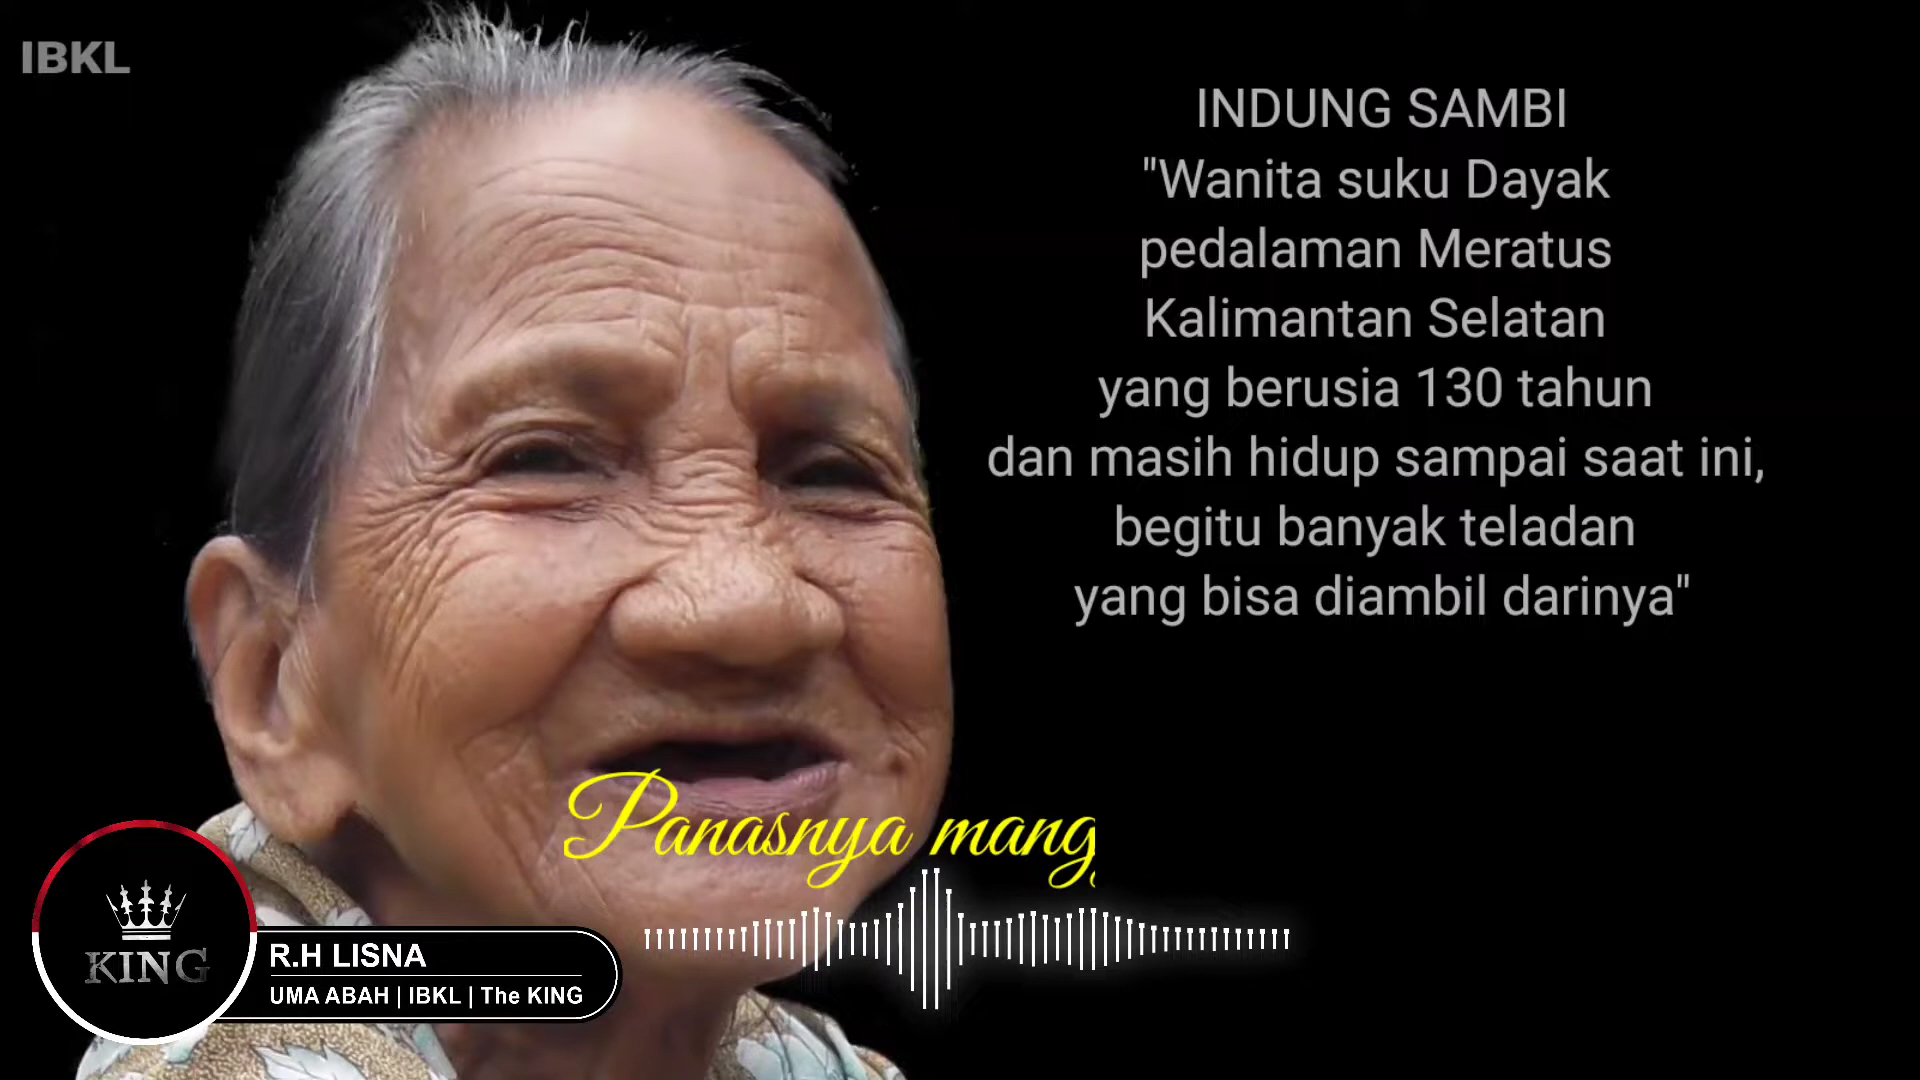 IBKL
INDUNG SAMBI
"Wanita suku Dayak
pedalaman Meratus
Kalimantan Selatan
yang berusia 130 tahun
dan masih hidup sampai saat ini,
begitu banyak teladan
yang bisa diambil darinya"
Panasnya mang
KING
R.H LISNA
UMA ABAH | IBKL | The KING